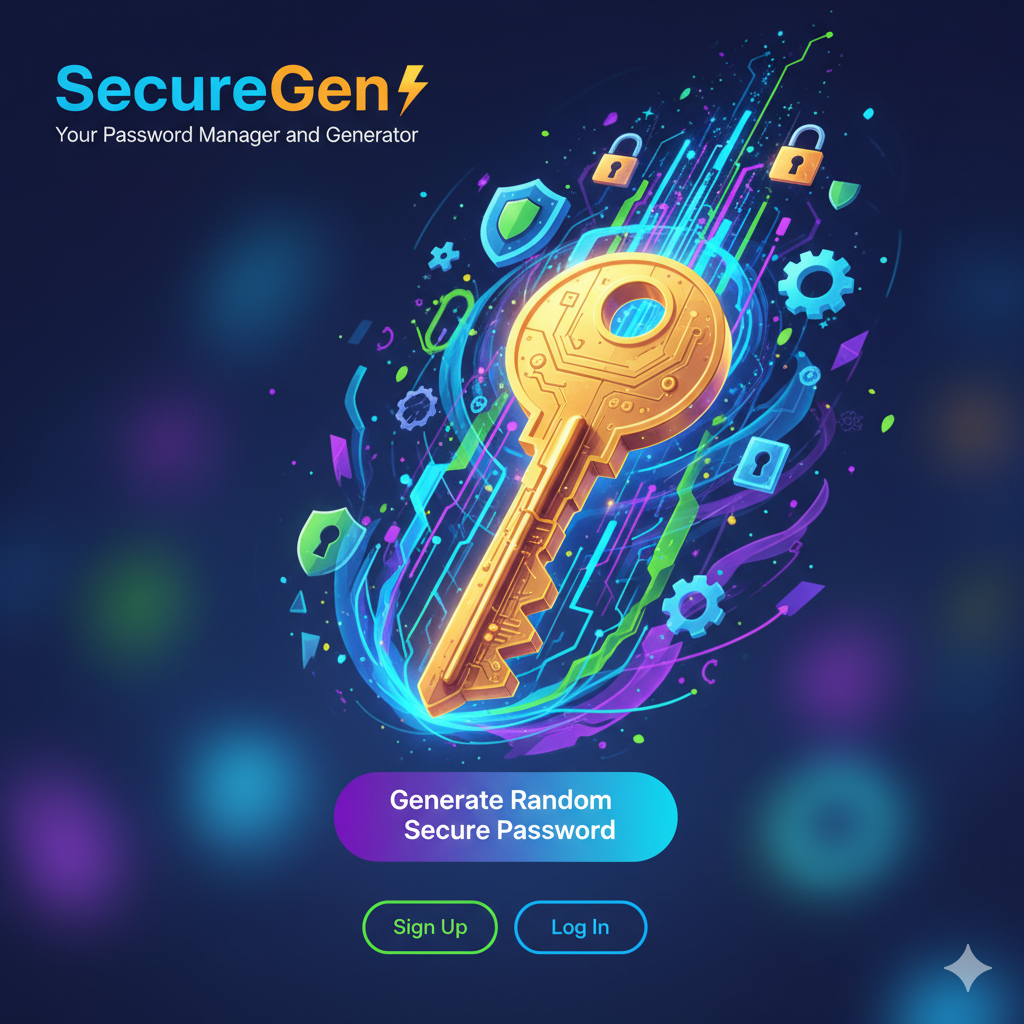 SecureGen
Your Password Manager and Generator
Generate Random
Secure Password
Sign Up
Log In